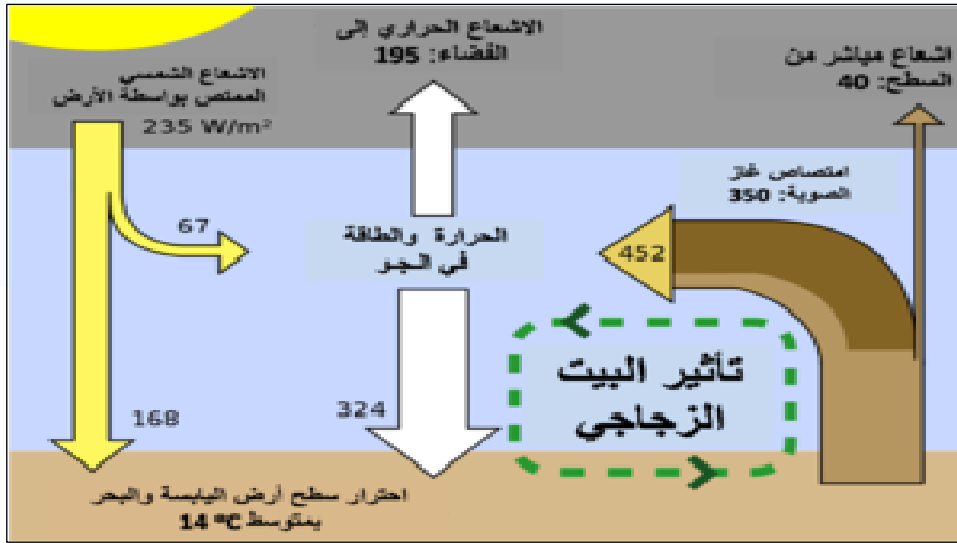 الاشعاع الحراري إلى
الفضاء: 195
اشعاع مباشر من
السطح: 40
الاشعاع الشمسي
الممتص بواسطة الأرض
235 W/m²
امتصاص غاز
الصوبة: 350
67
الحرارة والطاقة
في الجو
452
تأثير البيت
الزجاجي
168
324
احترار سطح أرض اليابسة والبحر
بمتوسط 14 °C